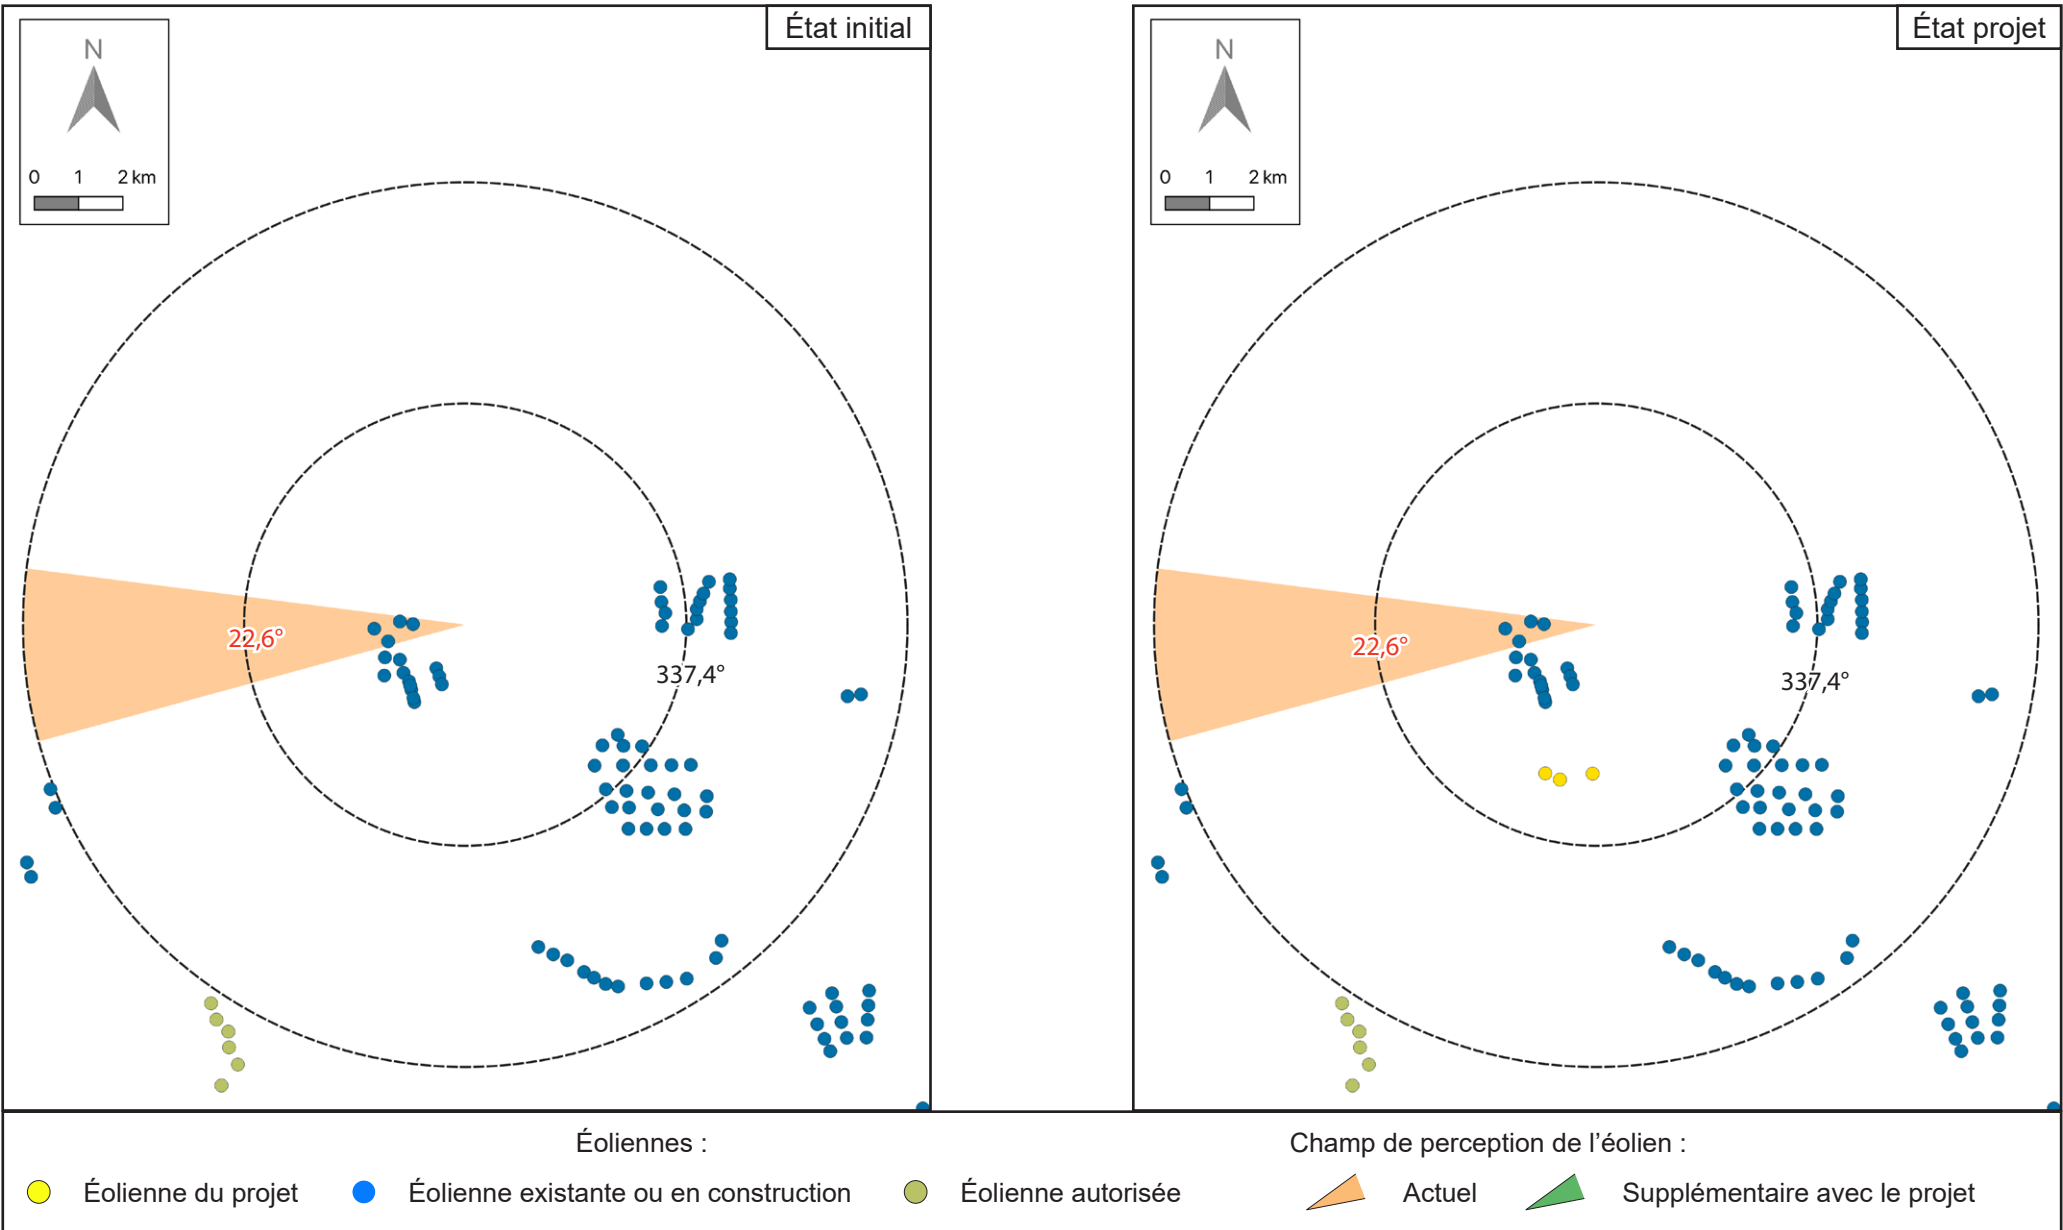 État initial
N
0 1 2 km
22,6°
337,4°
État projet
N
0 1 2 km
22,6°
337,4°
Éoliennes :
Éolienne du projet
Éolienne existante ou en construction
Éolienne autorisée
Champ de perception de l’éolien :
Actuel
Supplémentaire avec le projet